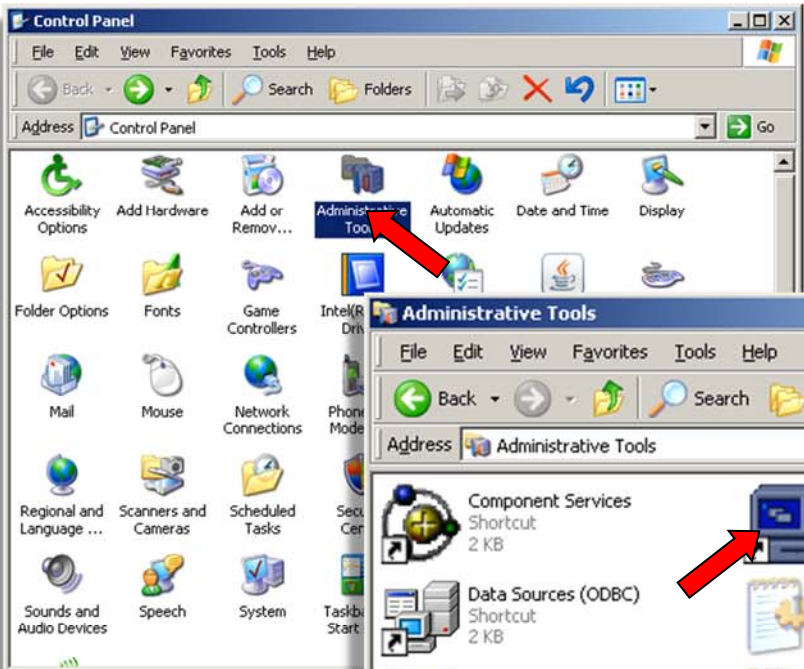 Control Panel
File Edit View Favorites Tools Help
Back Search Folders
Address Control Panel Go
Accessibility Options
Add Hardware
Add or Remov...
Administrative
Automatic Updates
Date and Time
Display
Folder Options
Fonts
Game Controllers
Mail
Mouse
Network Connections
Regional and Language ...
Scanners and Cameras
Scheduled Tasks
Sounds and Audio Devices
Speech
System
Administrative Tools
File Edit View Favorites Tools Help
Back Search
Address Administrative Tools
Component Services
Shortcut
2 KB
Data Sources (ODBC)
Shortcut
2 KB